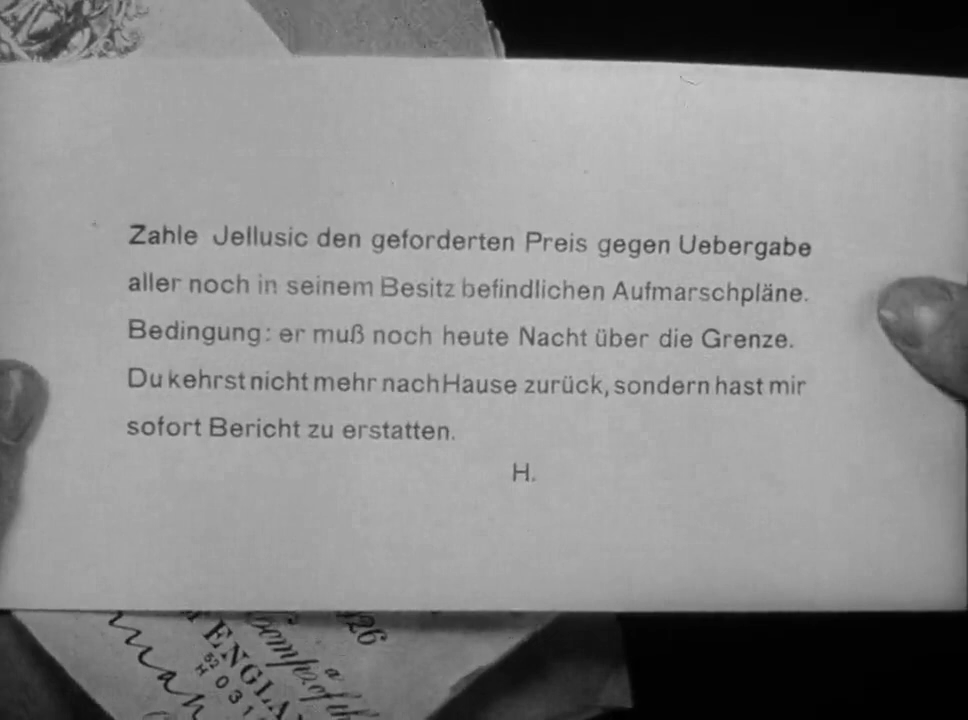 Zahle Jellusic den geforderten Preis gegen Uebergabe
aller noch in seinem Besitz befindlichen Aufmarschpläne.
Bedingung: er muß noch heute Nacht über die Grenze.
Du kehrst nicht mehr nach Hause zurück, sondern hast mir
sofort Bericht zu erstatten.
H.